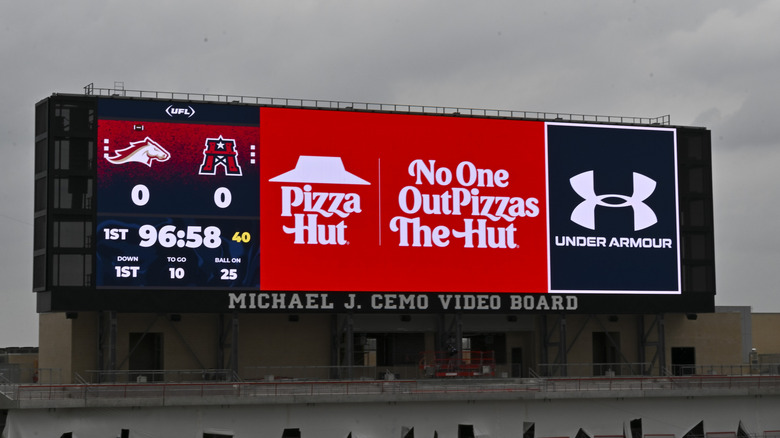 UFL
0 0
1ST 96:58 40
DOWN TO GO BALL ON
1ST 10 25
Pizza
Hut
No One
OutPizzas
The Hut
UNDER ARMOUR
MICHAEL J. CEMO VIDEO BOARD